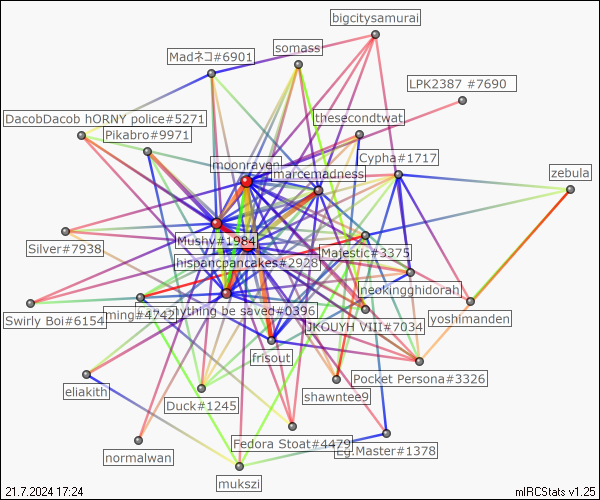 bigcitysamurai
somass
Madネコ#6901
LPK2387 #7690
DacobDacob hORNY police#5271
thesecondtwat
Pikabro#9971
Cypha#1717
moonraven
marcemadness
zebula
Mushy#1984
Silver#7938
Majestic#3375
hispanicpancakes#2928
neokingghidorah
Swirly Boi#6154
ming#4742
nything be saved#0396
JKOUYH VIII#7034
yoshimanden
frisout
eliakith
Pocket Persona#3326
shawntee9
Duck#1245
Fedora Stoat#4479
Eg.Master#1378
normalwan
mukszi
21.7.2024 17:24
mIRCStats v1.25